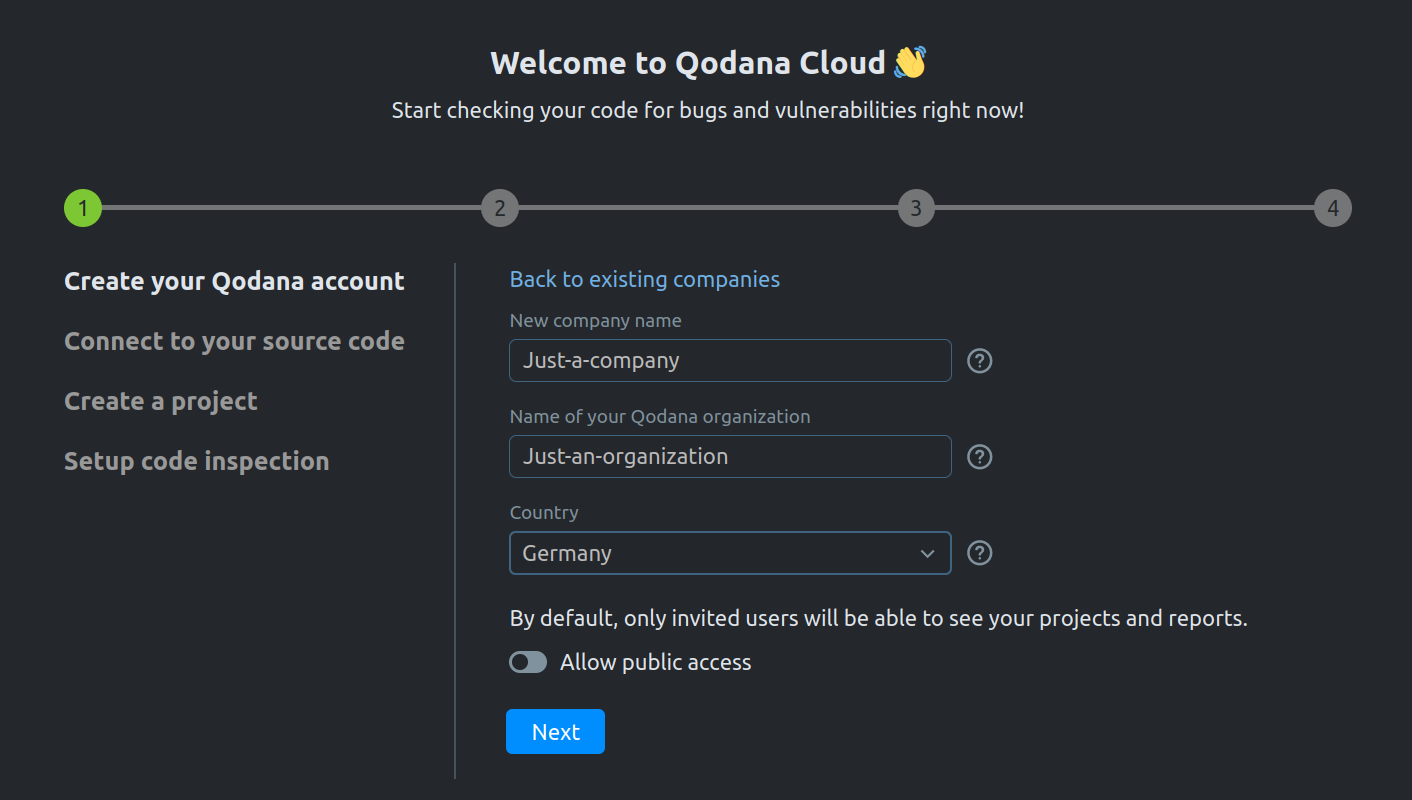 Welcome to Qodana Cloud 👋
Start checking your code for bugs and vulnerabilities right now!
1 2 3 4
Create your Qodana account
Connect to your source code
Create a project
Setup code inspection
Back to existing companies
New company name
Just-a-company ?
Name of your Qodana organization
Just-an-organization ?
Country
Germany ?
By default, only invited users will be able to see your projects and reports.
Allow public access
Next